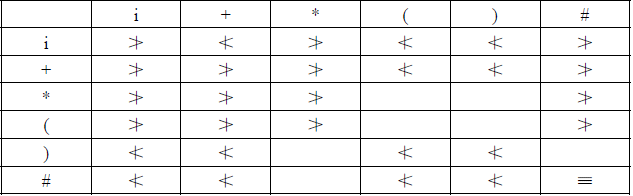 i + * ( ) #
i ⋗ ⋖ ⋗ ⋖ ⋖ ⋗
+ ⋗ ⋗ ⋗ ⋖ ⋖ ⋗
* ⋗ ⋗ ⋗ ⋗
( ⋗ ⋗ ⋗ ⋗
) ⋖ ⋖ ⋖ ⋖
# ⋖ ⋖ ⋖ ⋖ ≡